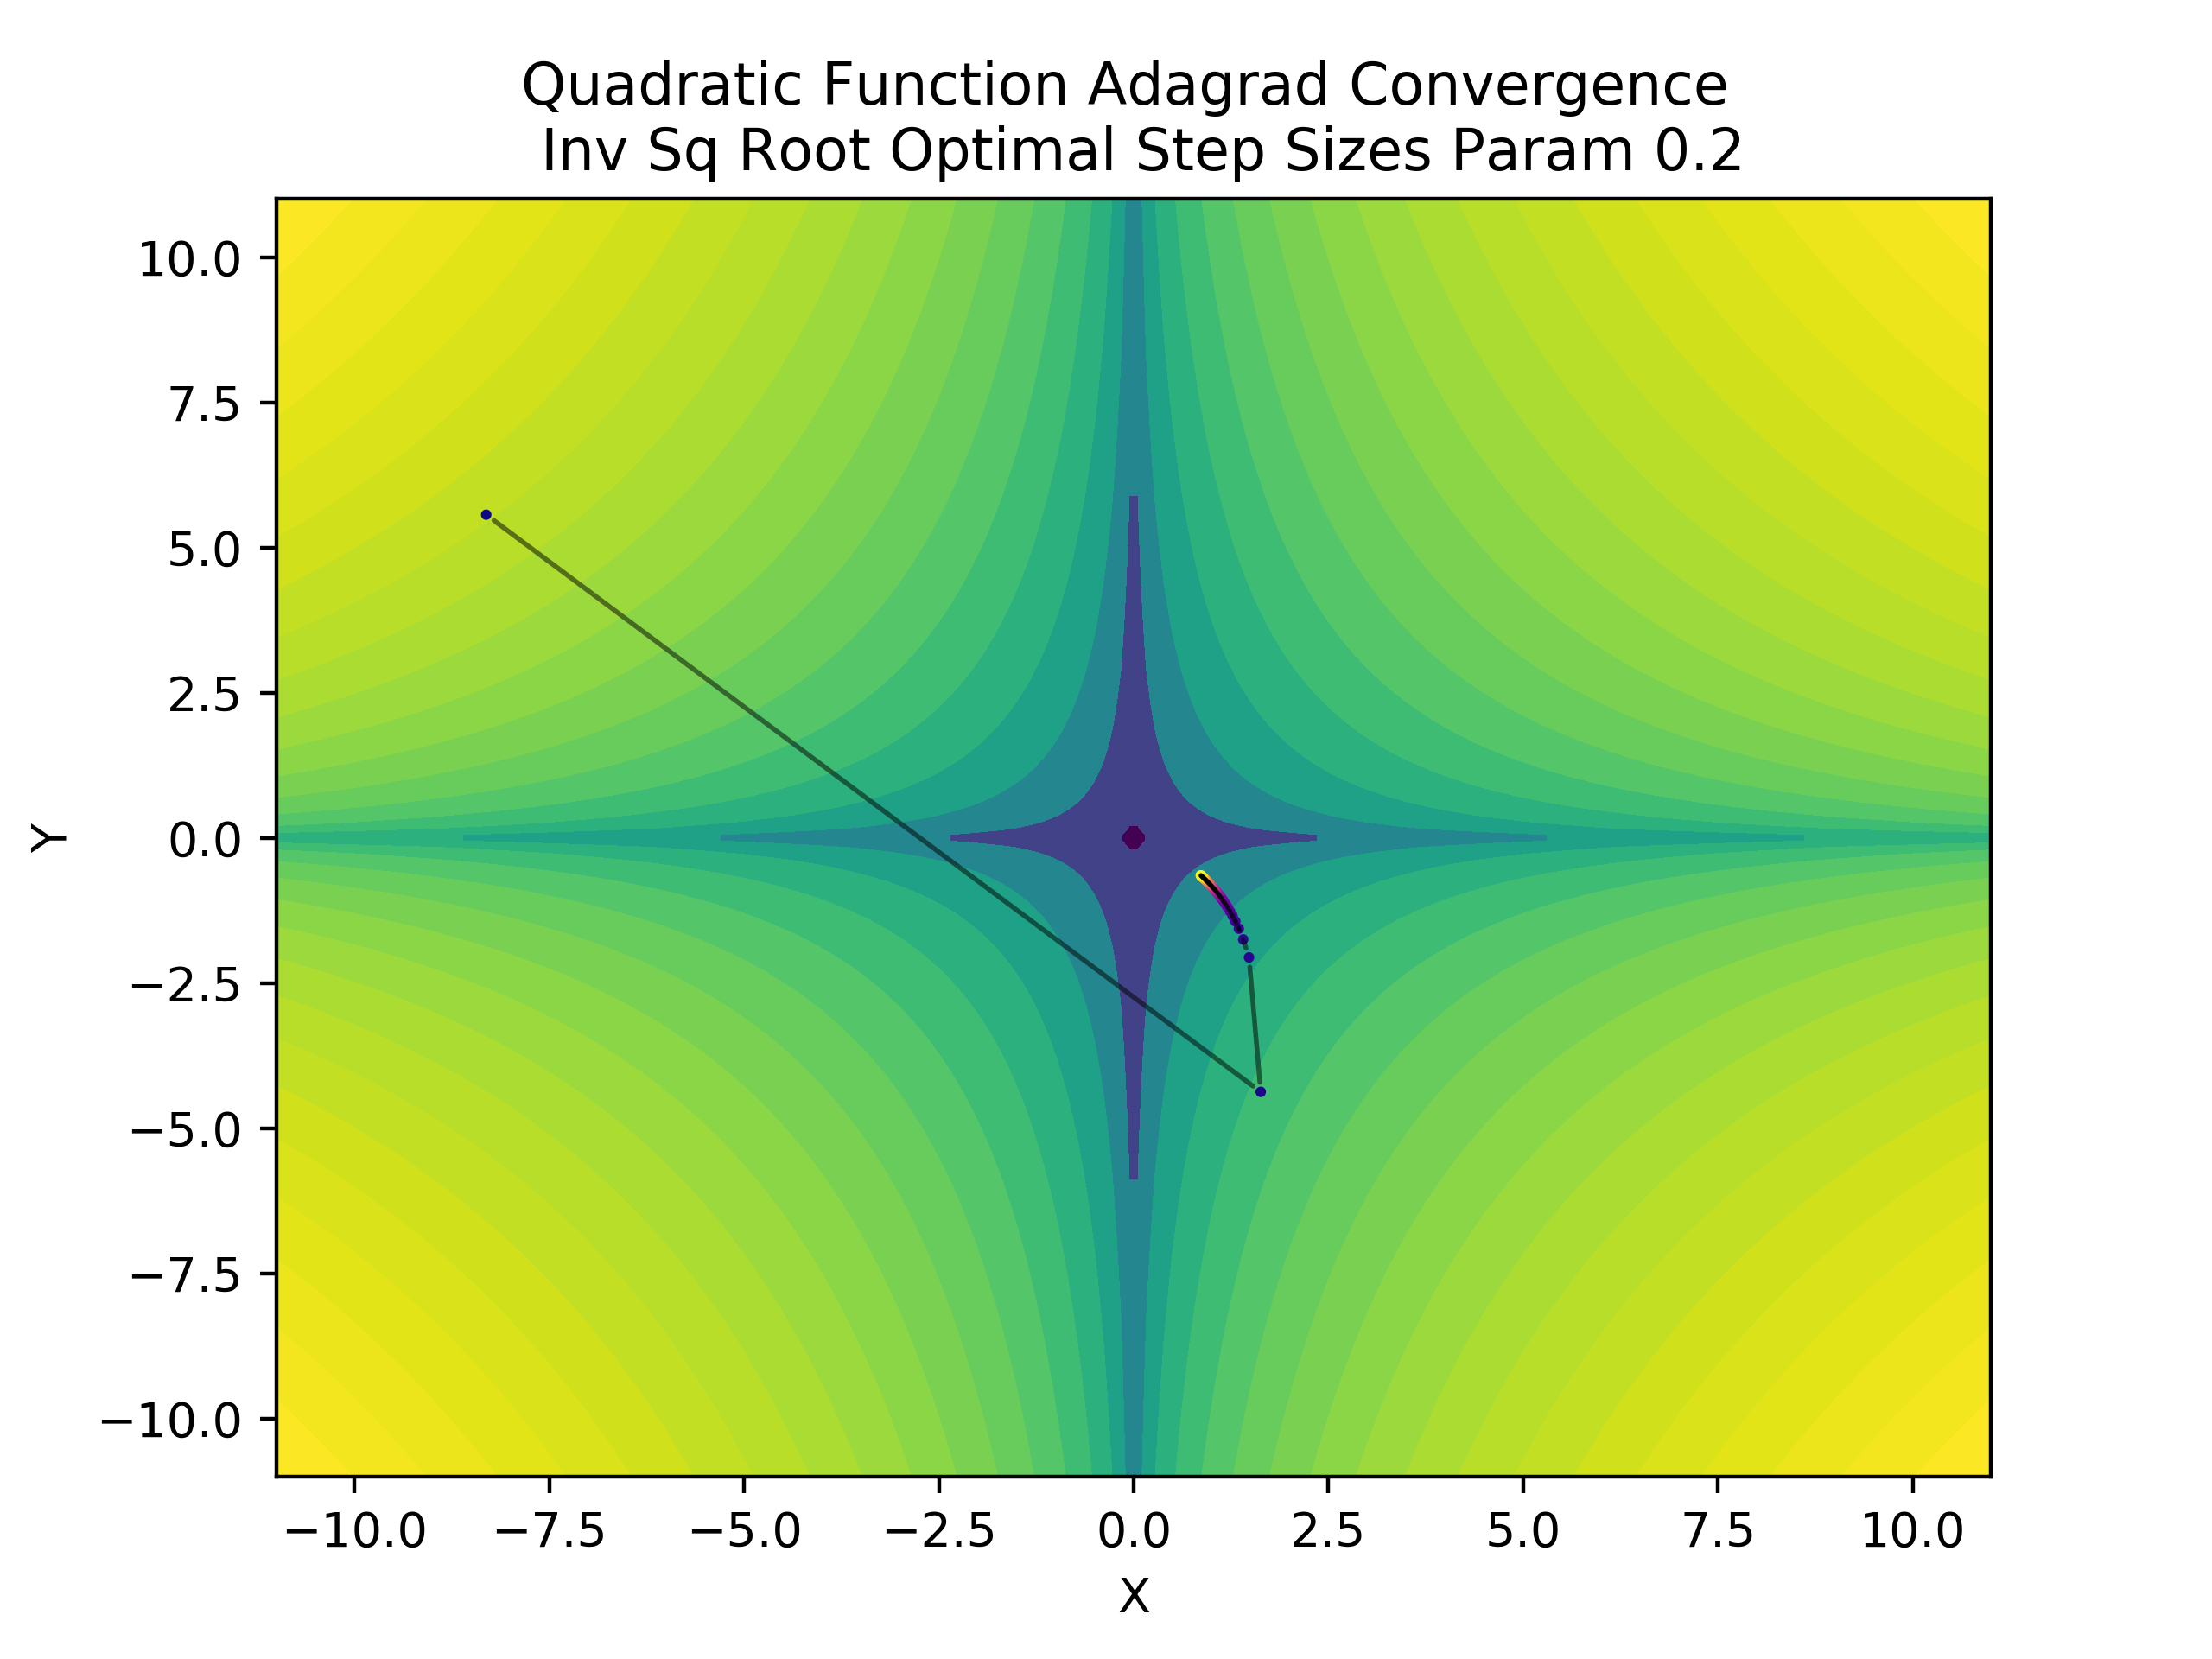 Quadratic Function Adagrad Convergence
Inv Sq Root Optimal Step Sizes Param 0.2
10.0
7.5
5.0
2.5
0.0
−2.5
−5.0
−7.5
−10.0
Y
−10.0 −7.5 −5.0 −2.5 0.0 2.5 5.0 7.5 10.0
X